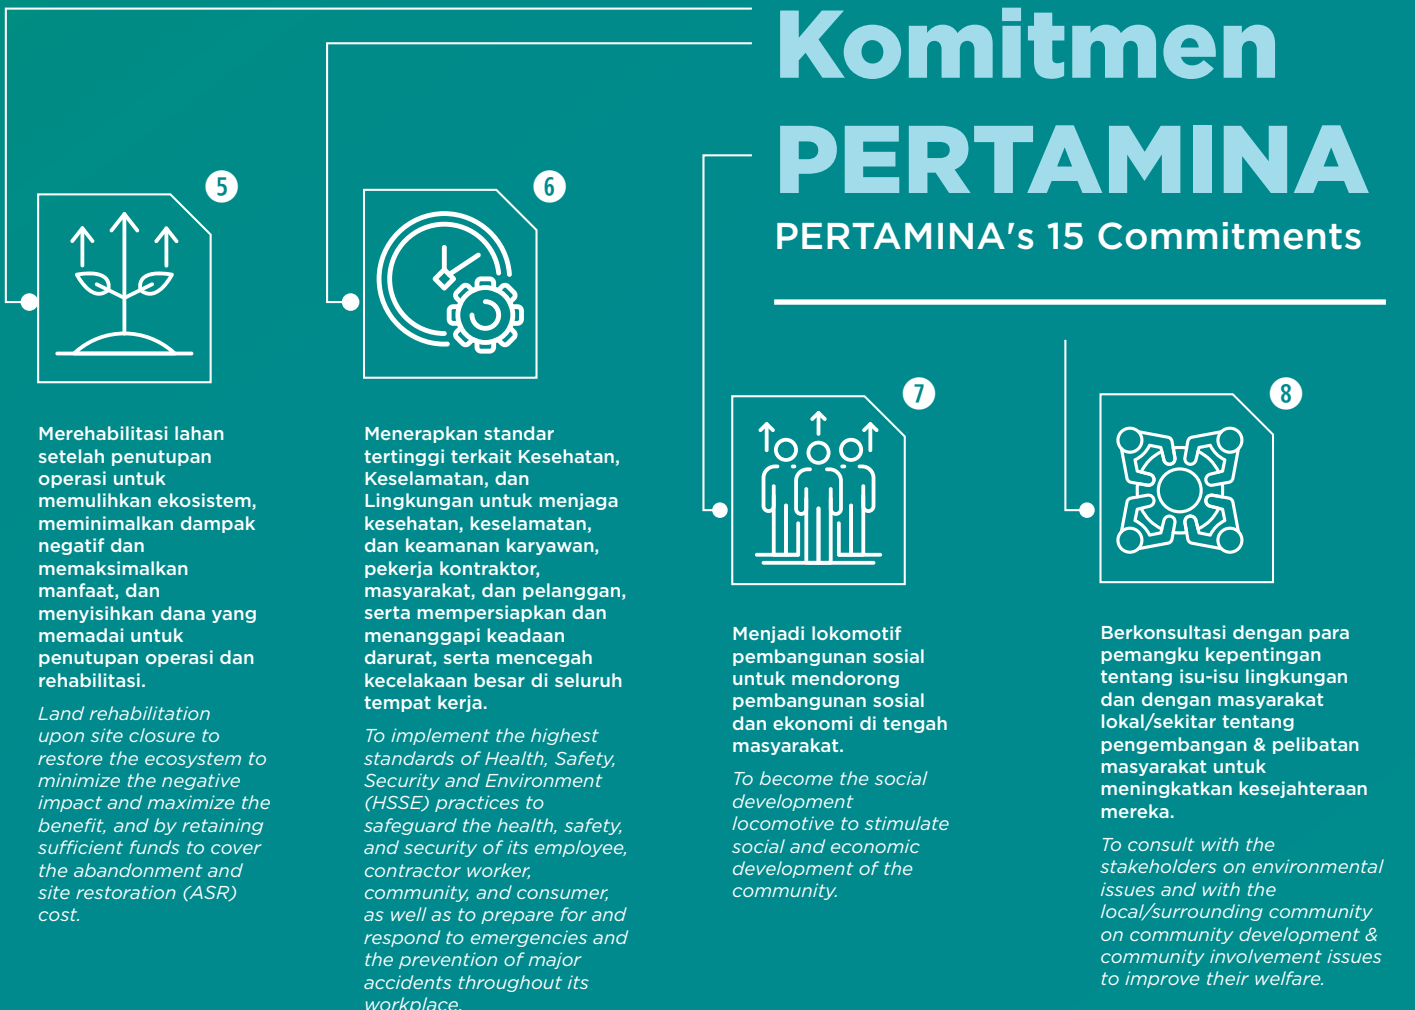 Komitmen
PERTAMINA
PERTAMINA's 15 Commitments
5
Merehabilitasi lahan
setelah penutupan
operasi untuk
memulihkan ekosistem,
meminimalkan dampak
negatif dan
memaksimalkan
manfaat, dan
menyisihkan dana yang
memadai untuk
penutupan operasi dan
rehabilitasi.
Land rehabilitation
upon site closure to
restore the ecosystem to
minimize the negative
impact and maximize the
benefit, and by retaining
sufficient funds to cover
the abandonment and
site restoration (ASR)
cost.
6
Menerapkan standar
tertinggi terkait Kesehatan,
Keselamatan, dan
Lingkungan untuk menjaga
kesehatan, keselamatan,
dan keamanan karyawan,
pekerja kontraktor,
masyarakat, dan pelanggan,
serta mempersiapkan dan
menanggapi keadaan
darurat, serta mencegah
kecelakaan besar di seluruh
tempat kerja.
To implement the highest
standards of Health, Safety,
Security and Environment
(HSSE) practices to
safeguard the health, safety,
and security of its employee,
contractor worker,
community, and consumer,
as well as to prepare for and
respond to emergencies and
the prevention of major
accidents throughout its
workplace.
7
Menjadi lokomotif
pembangunan sosial
untuk mendorong
pembangunan sosial
dan ekonomi di tengah
masyarakat.
To become the social
development
locomotive to stimulate
social and economic
development of the
community.
8
Berkonsultasi dengan para
pemangku kepentingan
tentang isu-isu lingkungan
dan dengan masyarakat
lokal/sekitar tentang
pengembangan & pelibatan
masyarakat untuk
meningkatkan kesejahteraan
mereka.
To consult with the
stakeholders on environmental
issues and with the
local/surrounding community
on community development &
community involvement issues
to improve their welfare.